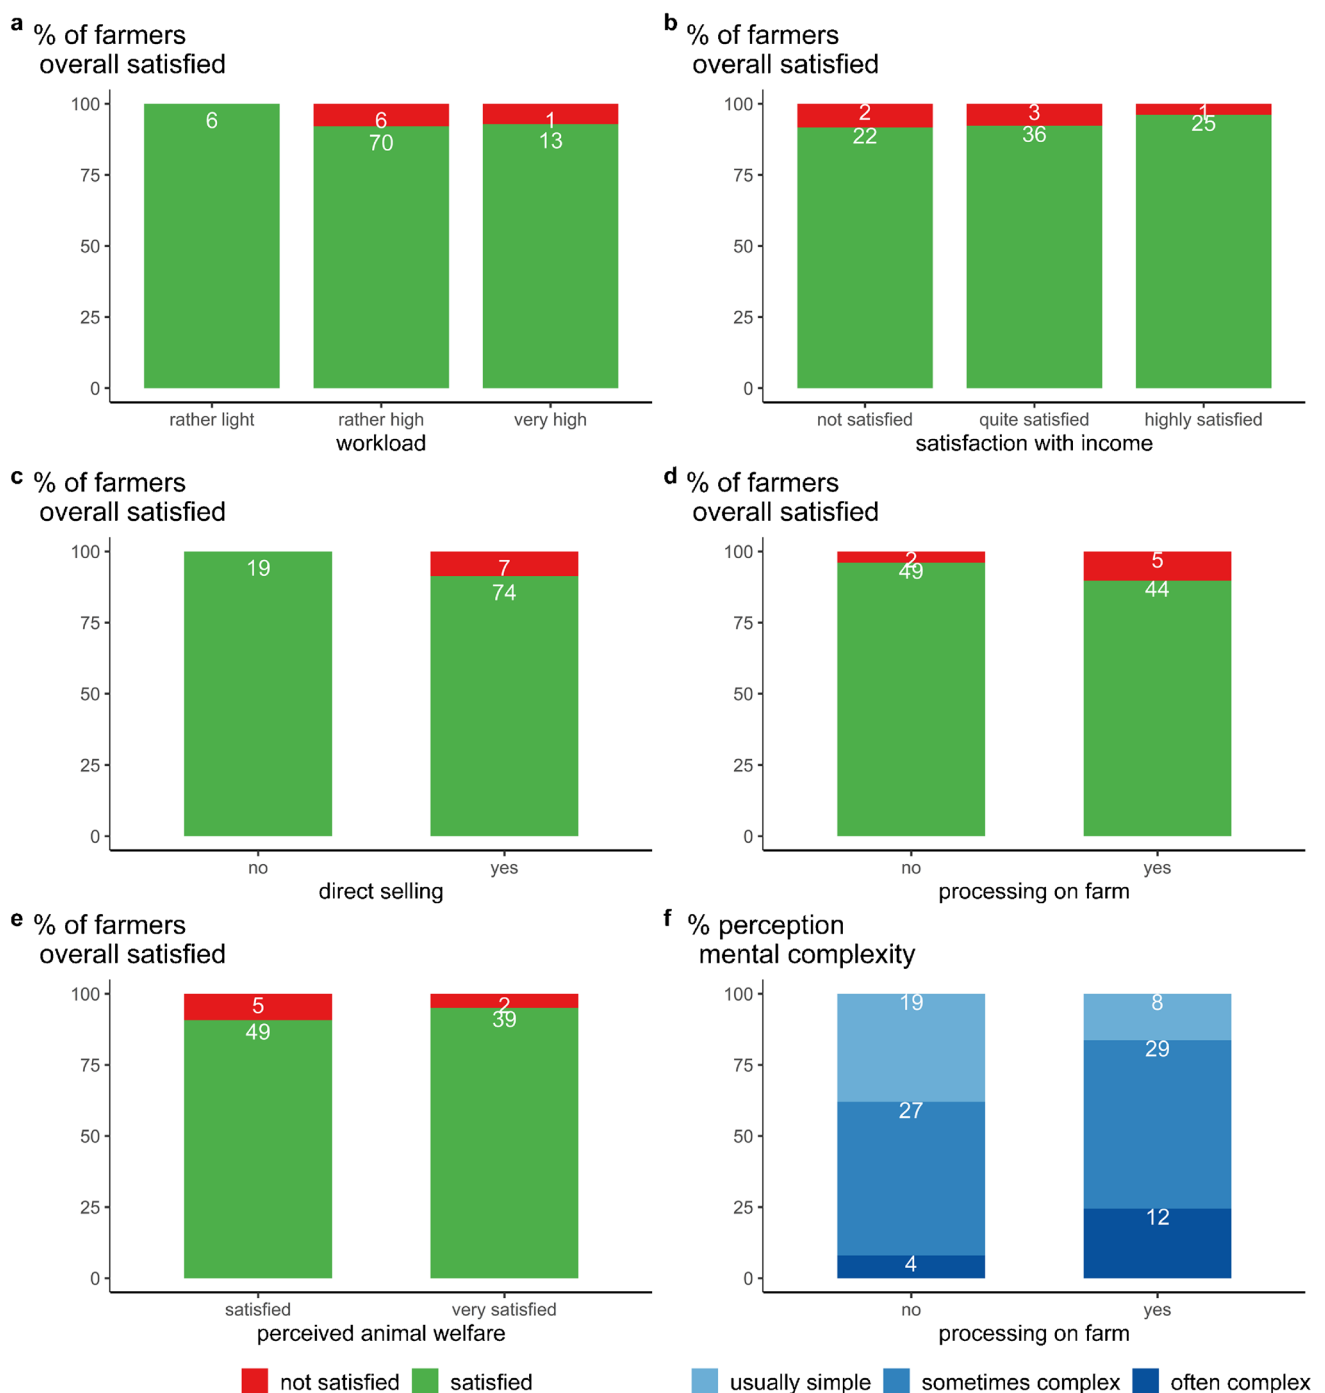 a % of farmers
overall satisfied
100
75
50
25
0
6
6
70
1
13
rather light rather high very high
workload
b % of farmers
overall satisfied
100
75
50
25
0
2
22
3
36
1
25
not satisfied quite satisfied highly satisfied
satisfaction with income
c % of farmers
overall satisfied
100
75
50
25
0
19
7
74
no yes
direct selling
d % of farmers
overall satisfied
100
75
50
25
0
2
49
5
44
no yes
processing on farm
e % of farmers
overall satisfied
100
75
50
25
0
5
49
2
39
satisfied very satisfied
perceived animal welfare
not satisfied satisfied
f % perception
mental complexity
100
75
50
25
0
19
27
4
8
29
12
no yes
processing on farm
usually simple sometimes complex often complex